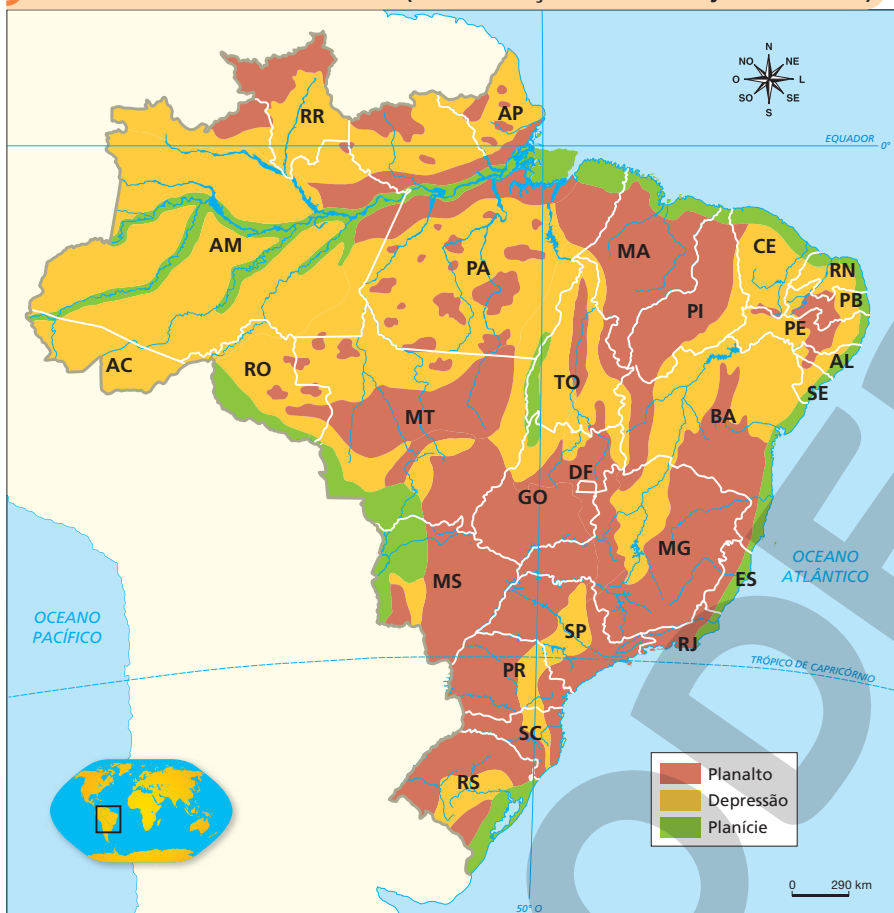 N
NO NE
O L
SO SE
S
EQUADOR 0°
RR
AP
AM
PA
MA
CE
RN
PB
PI
PE
AC
RO
TO
AL
SE
MT
BA
DF
GO
MG
OCEANO
ATLÂNTICO
MS
ES
OCEANO
PACÍFICO
SP
RJ
TRÓPICO DE CAPRICÓRNIO
PR
SC
RS
Planalto
Depressão
Planície
0 290 km
50° O